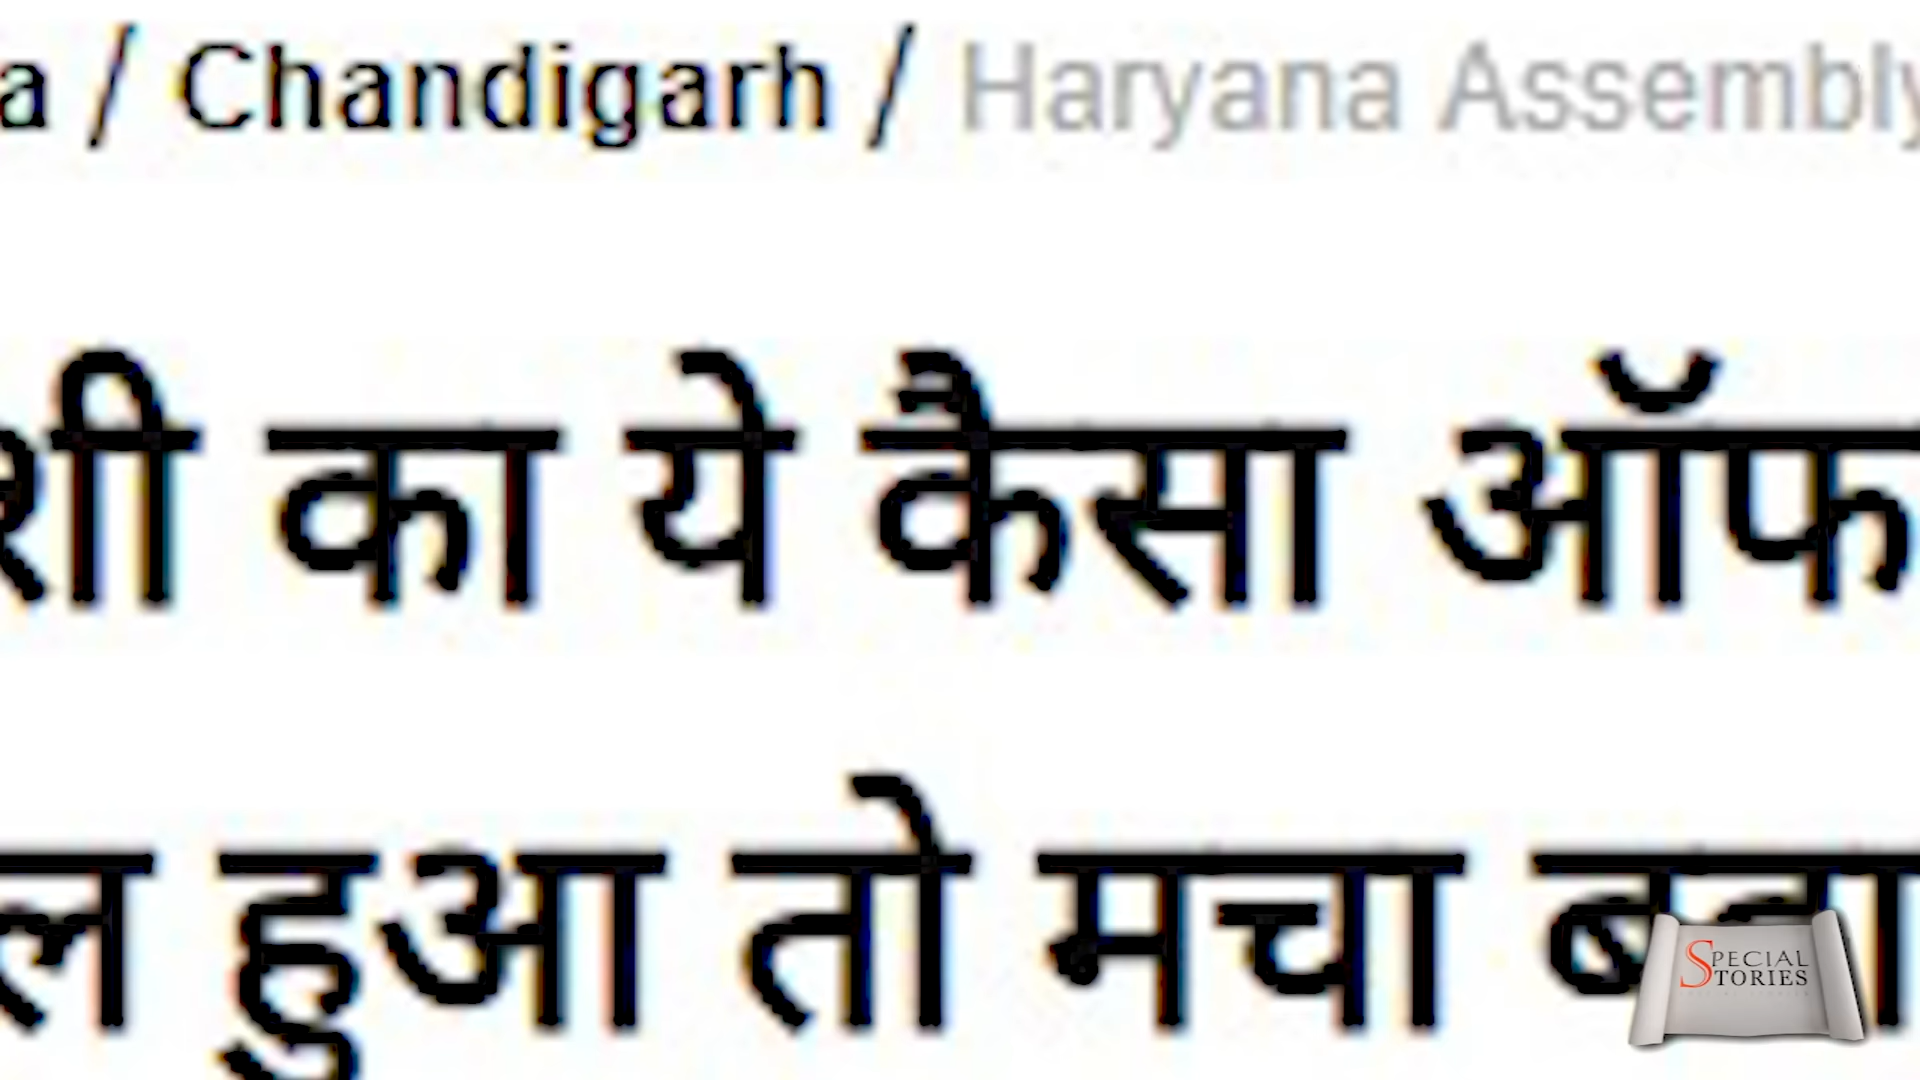 a / Chandigarh / Haryana Assembly
शी का ये कैसा ऑफ
ल हुआ तो मचा
SPECIAL
STORIES